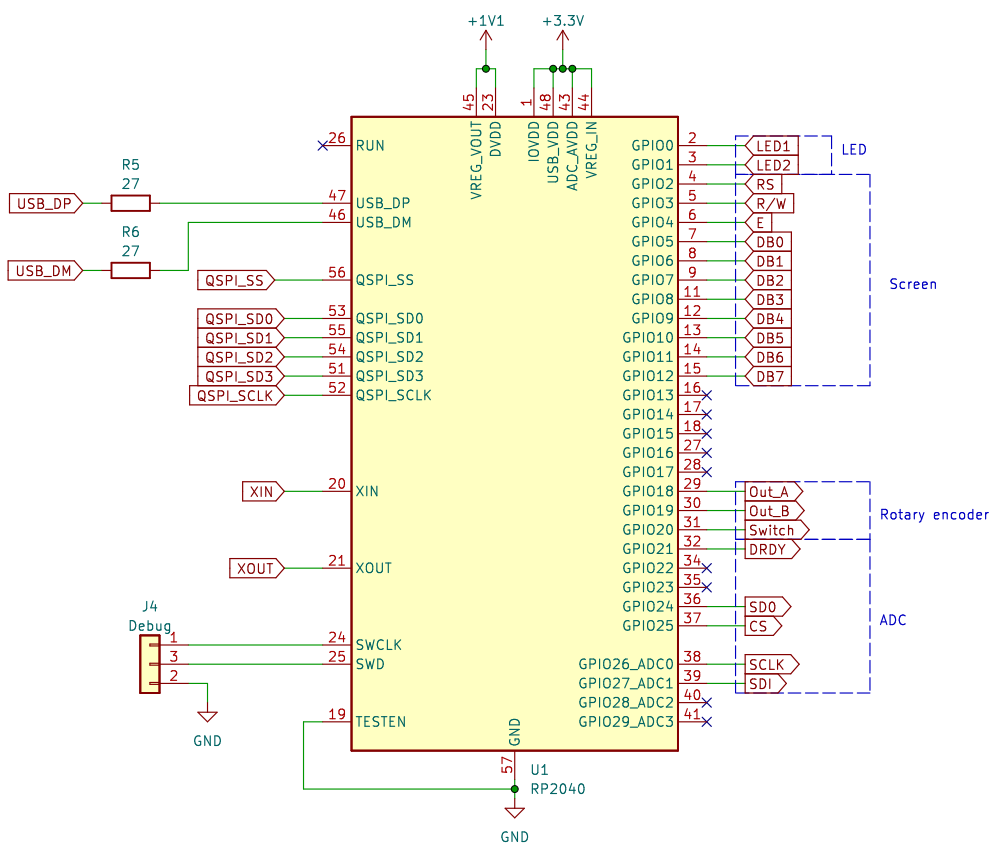 +1V1
+3.3V
45
23
1
48
43
44
VREG_VOUT
DVDD
IOVDD
USB_VDD
ADC_AVDD
VREG_IN
26 RUN
R5
27
USB_DP
47 USB_DP
46 USB_DM
R6
27
USB_DM
QSPI_SS 56 QSPI_SS
QSPI_SD0 53 QSPI_SD0
QSPI_SD1 55 QSPI_SD1
QSPI_SD2 54 QSPI_SD2
QSPI_SD3 51 QSPI_SD3
QSPI_SCLK 52 QSPI_SCLK
XIN 20 XIN
XOUT 21 XOUT
J4
Debug
1 24 SWCLK
3 25 SWD
2
GND
19 TESTEN
GPIO0 2 LED1
GPIO1 3 LED2
LED
GPIO2 4 RS
GPIO3 5 R/W
GPIO4 6 E
GPIO5 7 DB0
GPIO6 8 DB1
GPIO7 9 DB2
GPIO8 11 DB3
GPIO9 12 DB4
GPIO10 13 DB5
GPIO11 14 DB6
GPIO12 15 DB7
Screen
GPIO13 16
GPIO14 17
GPIO15 18
GPIO16 27
GPIO17 28
GPIO18 29 Out_A
GPIO19 30 Out_B
GPIO20 31 Switch
Rotary encoder
GPIO21 32 DRDY
GPIO22 34
GPIO23 35
GPIO24 36 SDO
GPIO25 37 CS
ADC
GPIO26_ADC0 38 SCLK
GPIO27_ADC1 39 SDI
GPIO28_ADC2 40
GPIO29_ADC3 41
GND
57
U1
RP2040
GND